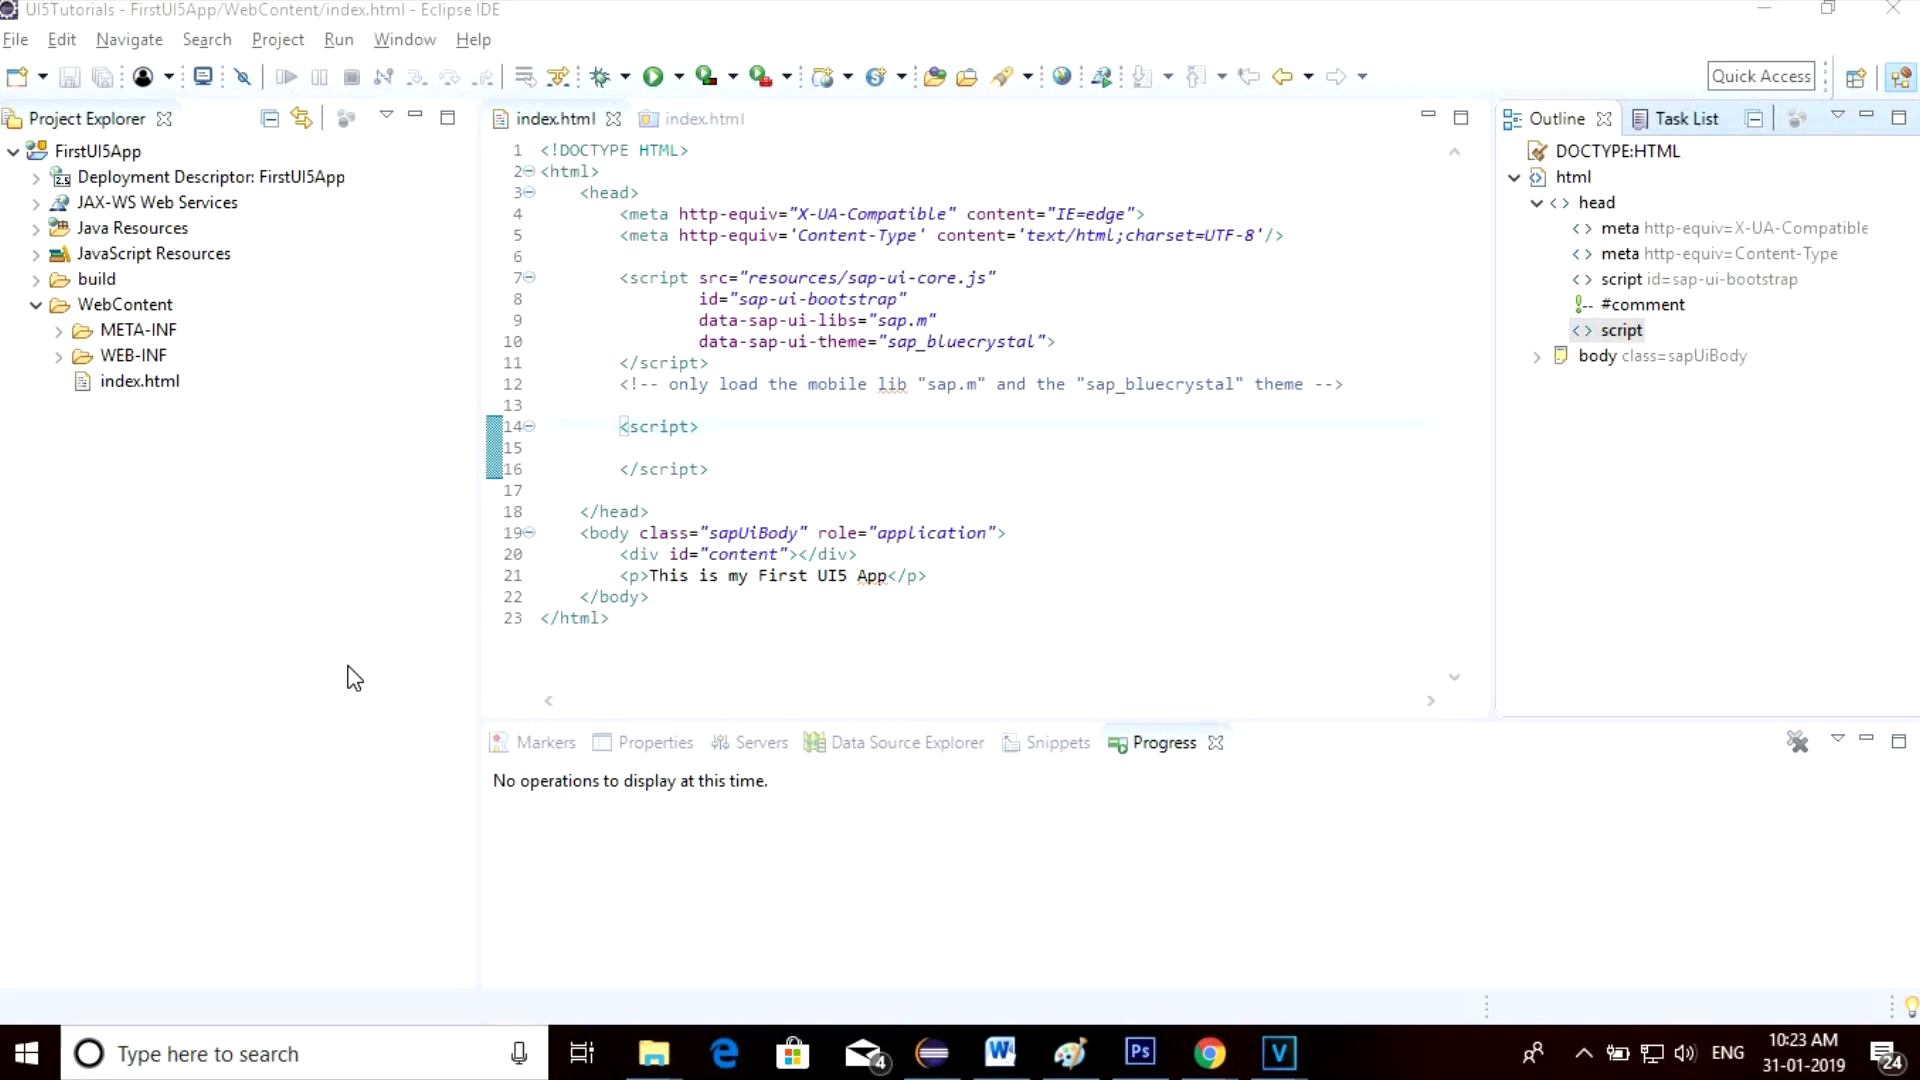 UI5Tutorials - FirstUI5App/WebContent/index.html - Eclipse IDE
File Edit Navigate Search Project Run Window Help
Quick Access
Project Explorer
FirstUI5App
Deployment Descriptor: FirstUI5App
JAX-WS Web Services
Java Resources
JavaScript Resources
build
WebContent
META-INF
WEB-INF
index.html
index.html index.html
1 <!DOCTYPE HTML>
2 <html>
3 <head>
4 <meta http-equiv="X-UA-Compatible" content="IE=edge">
5 <meta http-equiv='Content-Type' content='text/html;charset=UTF-8'/>
6
7 <script src="resources/sap-ui-core.js"
8 id="sap-ui-bootstrap"
9 data-sap-ui-libs="sap.m"
10 data-sap-ui-theme="sap_bluecrystal">
11 </script>
12 <!-- only load the mobile lib "sap.m" and the "sap_bluecrystal" theme -->
13
14 <script>
15
16 </script>
17
18 </head>
19 <body class="sapUiBody" role="application">
20 <div id="content"></div>
21 <p>This is my First UI5 App</p>
22 </body>
23 </html>
Outline Task List
DOCTYPE:HTML
html
head
meta http-equiv=X-UA-Compatible
meta http-equiv=Content-Type
script id=sap-ui-bootstrap
#comment
script
body class=sapUiBody
Markers Properties Servers Data Source Explorer Snippets Progress
No operations to display at this time.
Type here to search
4
W
Ps
V
ENG
10:23 AM
31-01-2019
24